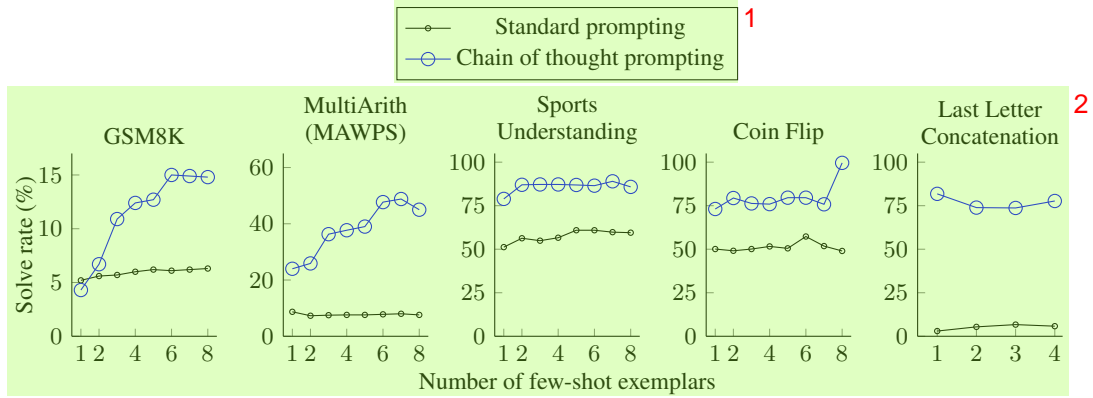 Standard prompting
Chain of thought prompting
1
2
GSM8K
MultiArith
(MAWPS)
Sports
Understanding
Coin Flip
Last Letter
Concatenation
Solve rate (%)
15
10
5
0
1 2 4 6 8
60
40
20
0
1 2 4 6 8
100
75
50
25
0
1 2 4 6 8
100
75
50
25
0
1 2 4 6 8
100
75
50
25
0
1 2 3 4
Number of few-shot exemplars